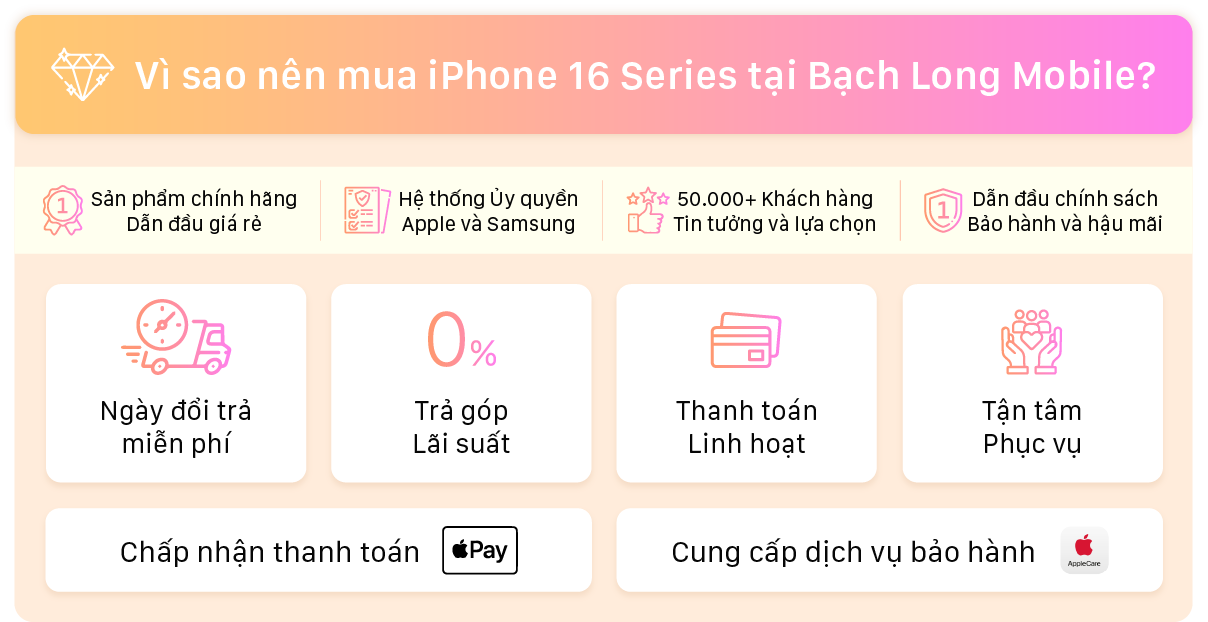 Vì sao nên mua iPhone 16 Series tại Bạch Long Mobile?
1
Sản phẩm chính hãng
Dẫn đầu giá rẻ
Hệ thống Ủy quyền
Apple và Samsung
50.000+ Khách hàng
Tin tưởng và lựa chọn
1
Dẫn đầu chính sách
Bảo hành và hậu mãi
Ngày đổi trả
miễn phí
0%
Trả góp
Lãi suất
Thanh toán
Linh hoạt
Tận tâm
Phục vụ
Chấp nhận thanh toán
Pay
Cung cấp dịch vụ bảo hành
AppleCare